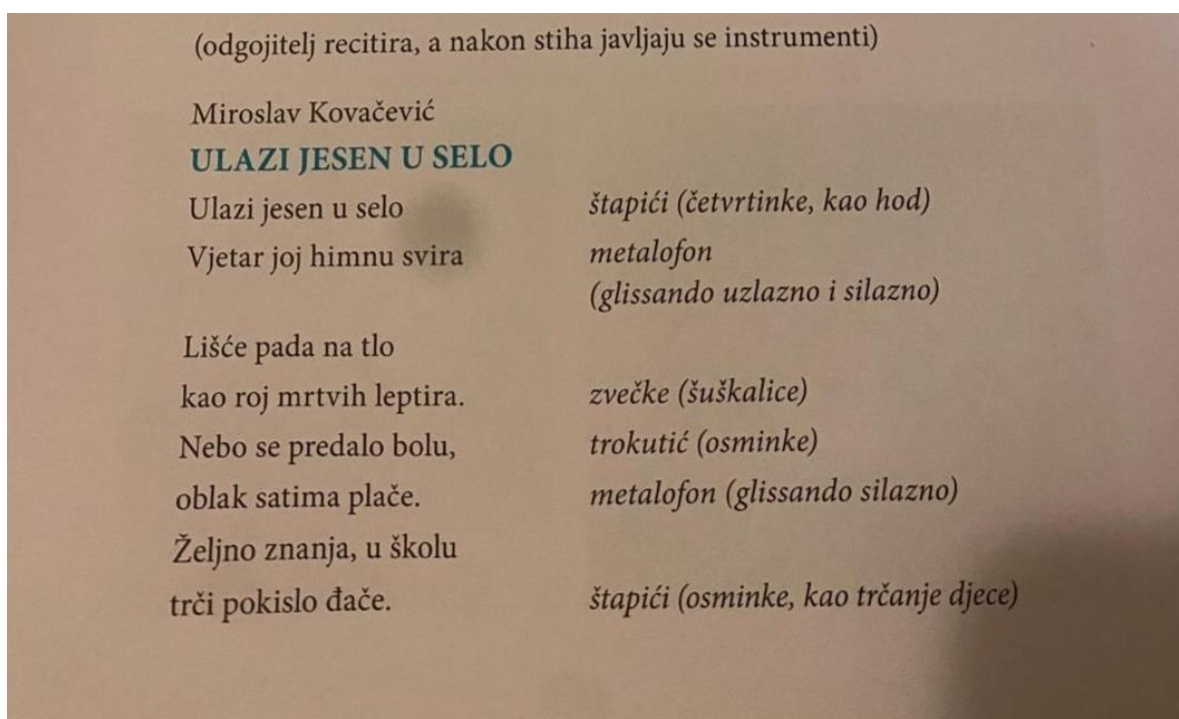 (odgojitelj recitira, a nakon stiha javljaju se instrumenti)
Miroslav Kovačević
ULAZI JESEN U SELO
Ulazi jesen u selo štapići (četvrtinke, kao hod)
Vjetar joj himnu svira metalofon
(glissando uzlazno i silazno)
Lišće pada na tlo
kao roj mrtvih leptira. zvečke (šuškalice)
Nebo se predalo bolu, trokutić (osminke)
oblak satima plače. metalofon (glissando silazno)
Željno znanja, u školu
trči pokislo đače. štapići (osminke, kao trčanje djece)